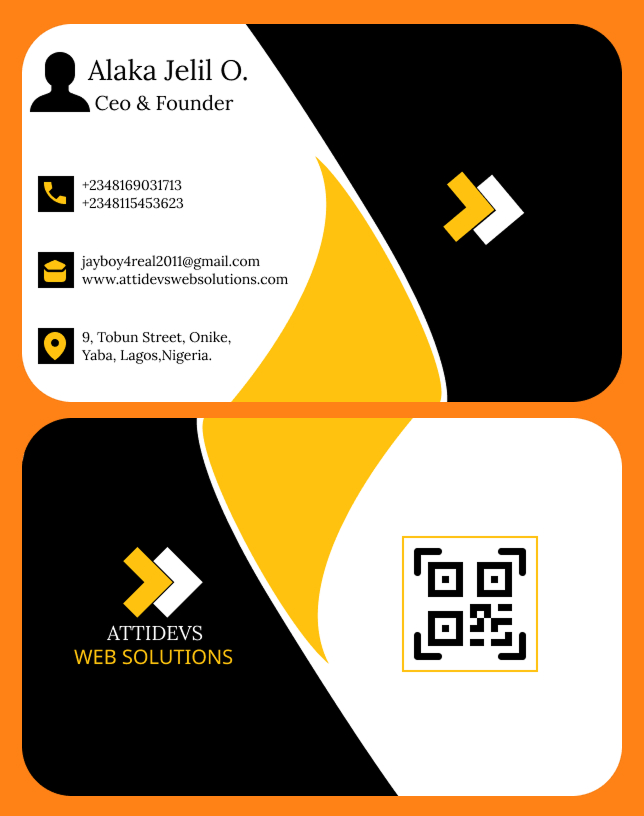 Alaka Jelil O.
Ceo & Founder
+2348169031713
+2348115453623
jayboy4real2011@gmail.com
www.attidevswebsolutions.com
9, Tobun Street, Onike,
Yaba, Lagos,Nigeria.
ATTIDEVS
WEB SOLUTIONS